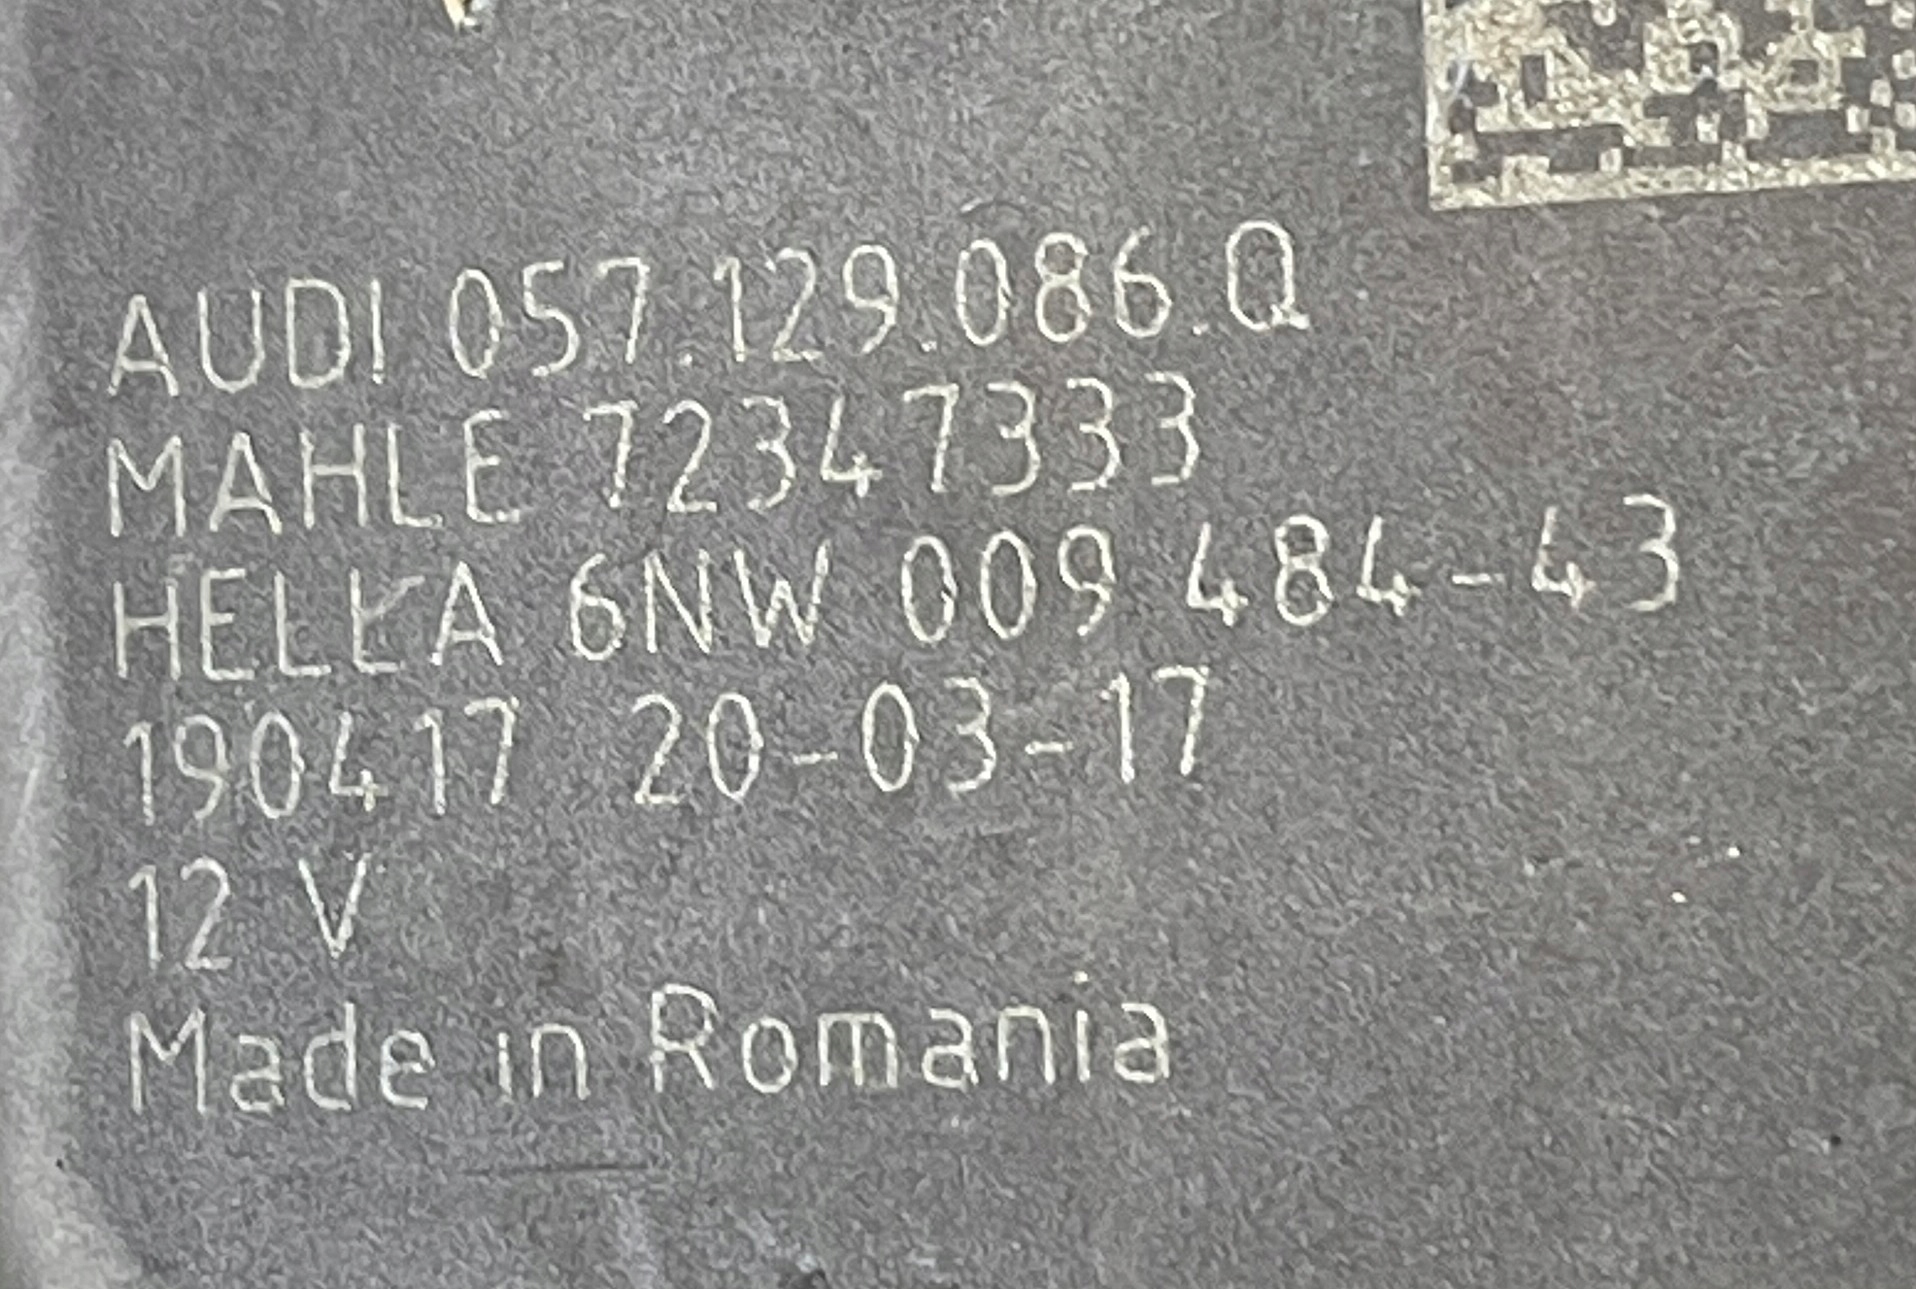 AUDI 057.129.086.Q
MAHLE 72347333
HELLA 6NW 009 484-43
190417 20-03-17
12 V
Made in Romania